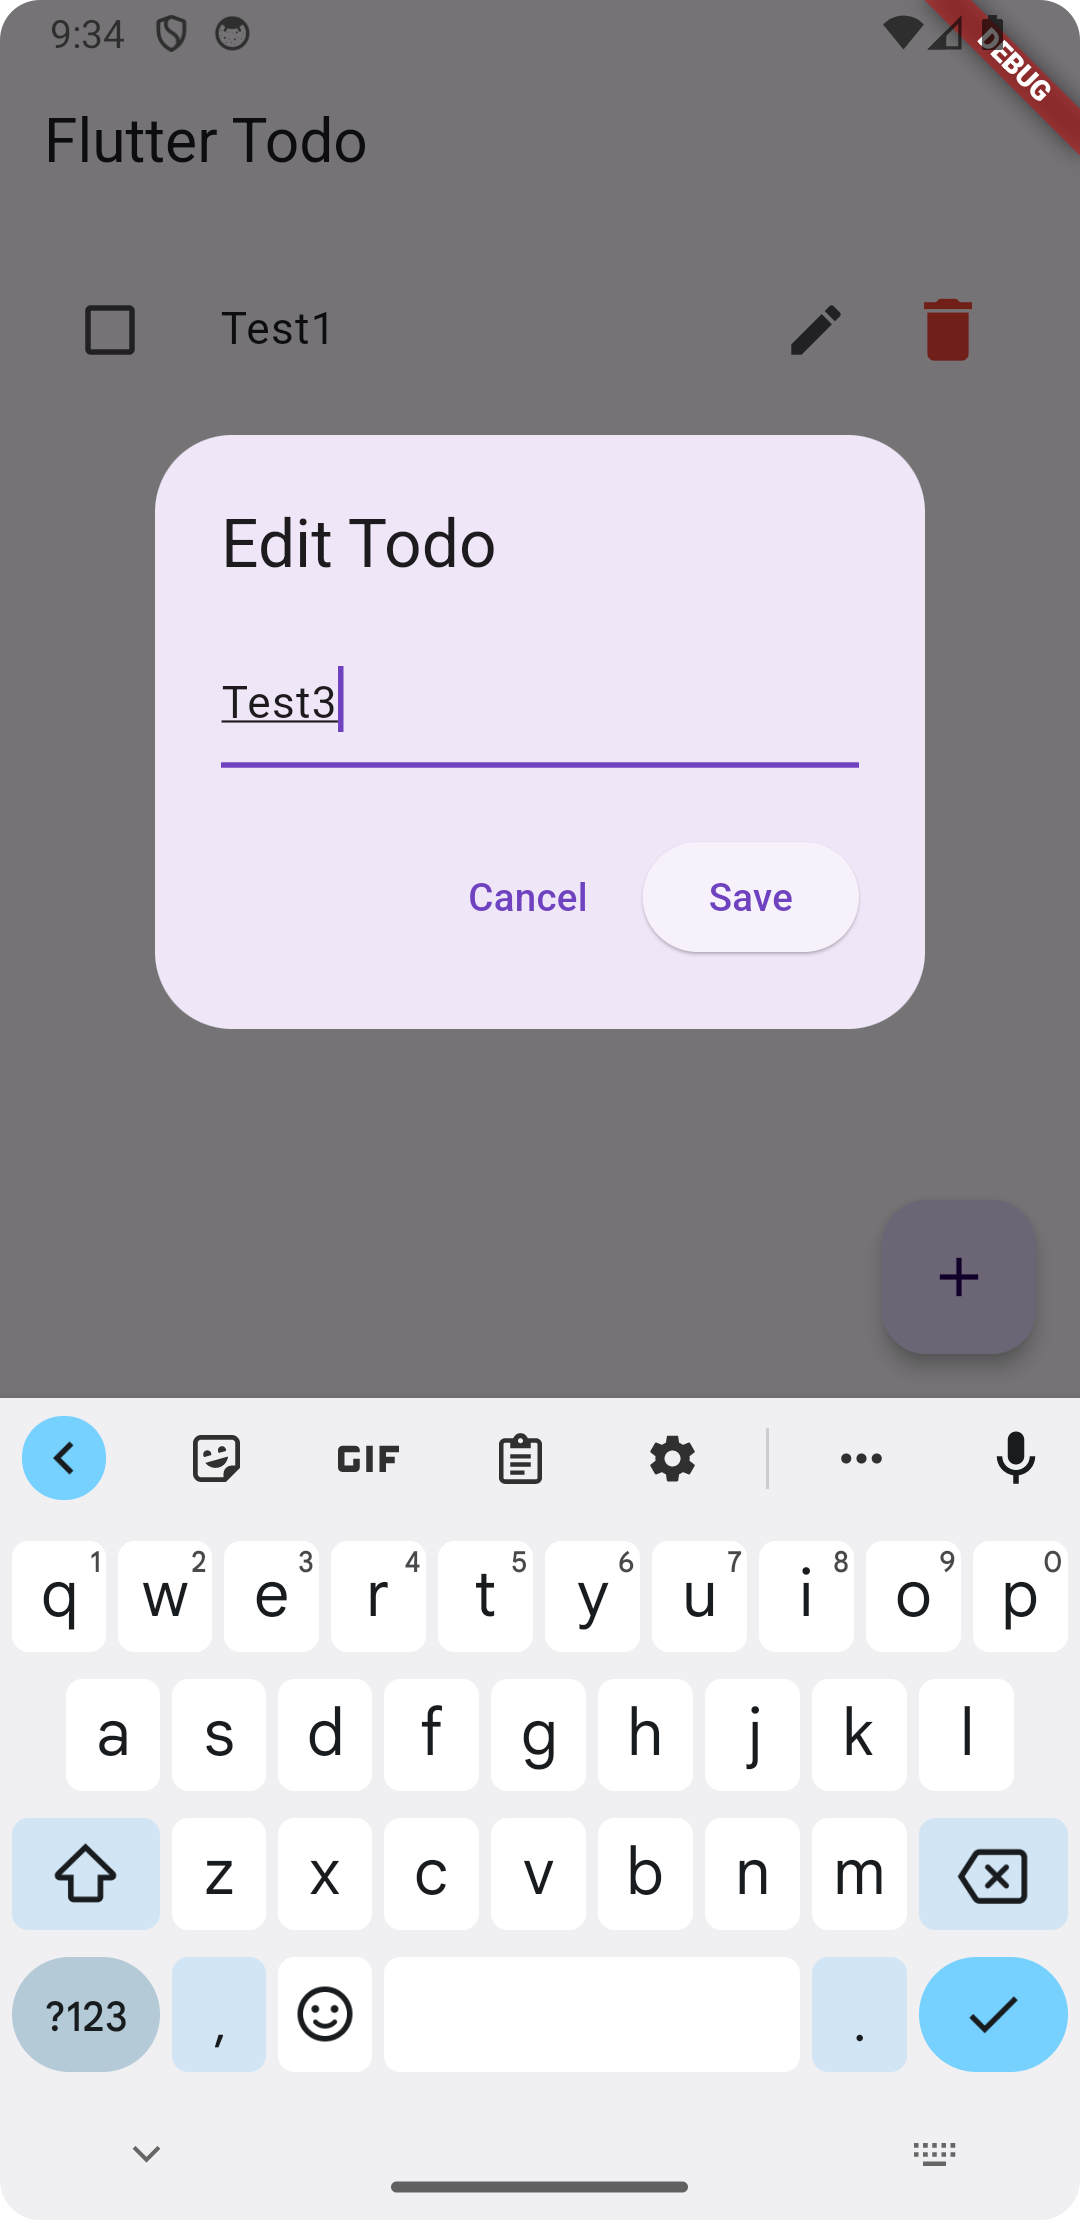 9:34
DEBUG
Flutter Todo
Test1
Edit Todo
Test3
Cancel Save
GIF
q 1 w 2 e 3 r 4 t 5 y 6 u 7 i 8 o 9 p 0
a s d f g h j k l
z x c v b n m
?123 , .